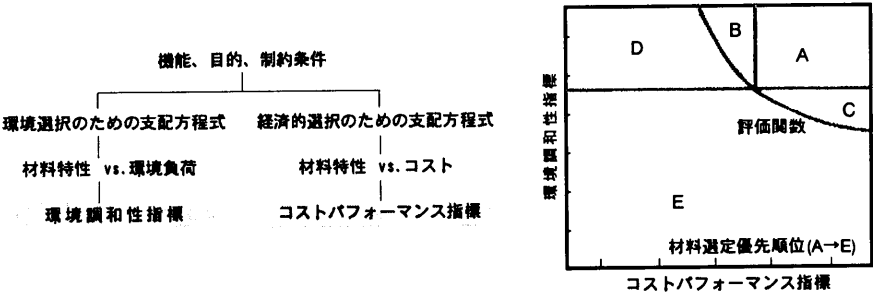 機能、目的、制約条件
環境選択のための支配方程式
経済的選択のための支配方程式
材料特性 vs.環境負荷
材料特性 vs.コスト
環境調和性指標
コストパフォーマンス指標
環境調和性指標
D
B
A
C
評価関数
E
材料選定優先順位(A→E)
コストパフォーマンス指標